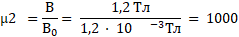 μ2 = B/B₀ = 1,2 Тл/1,2 · 10 ⁻³Тл = 1000